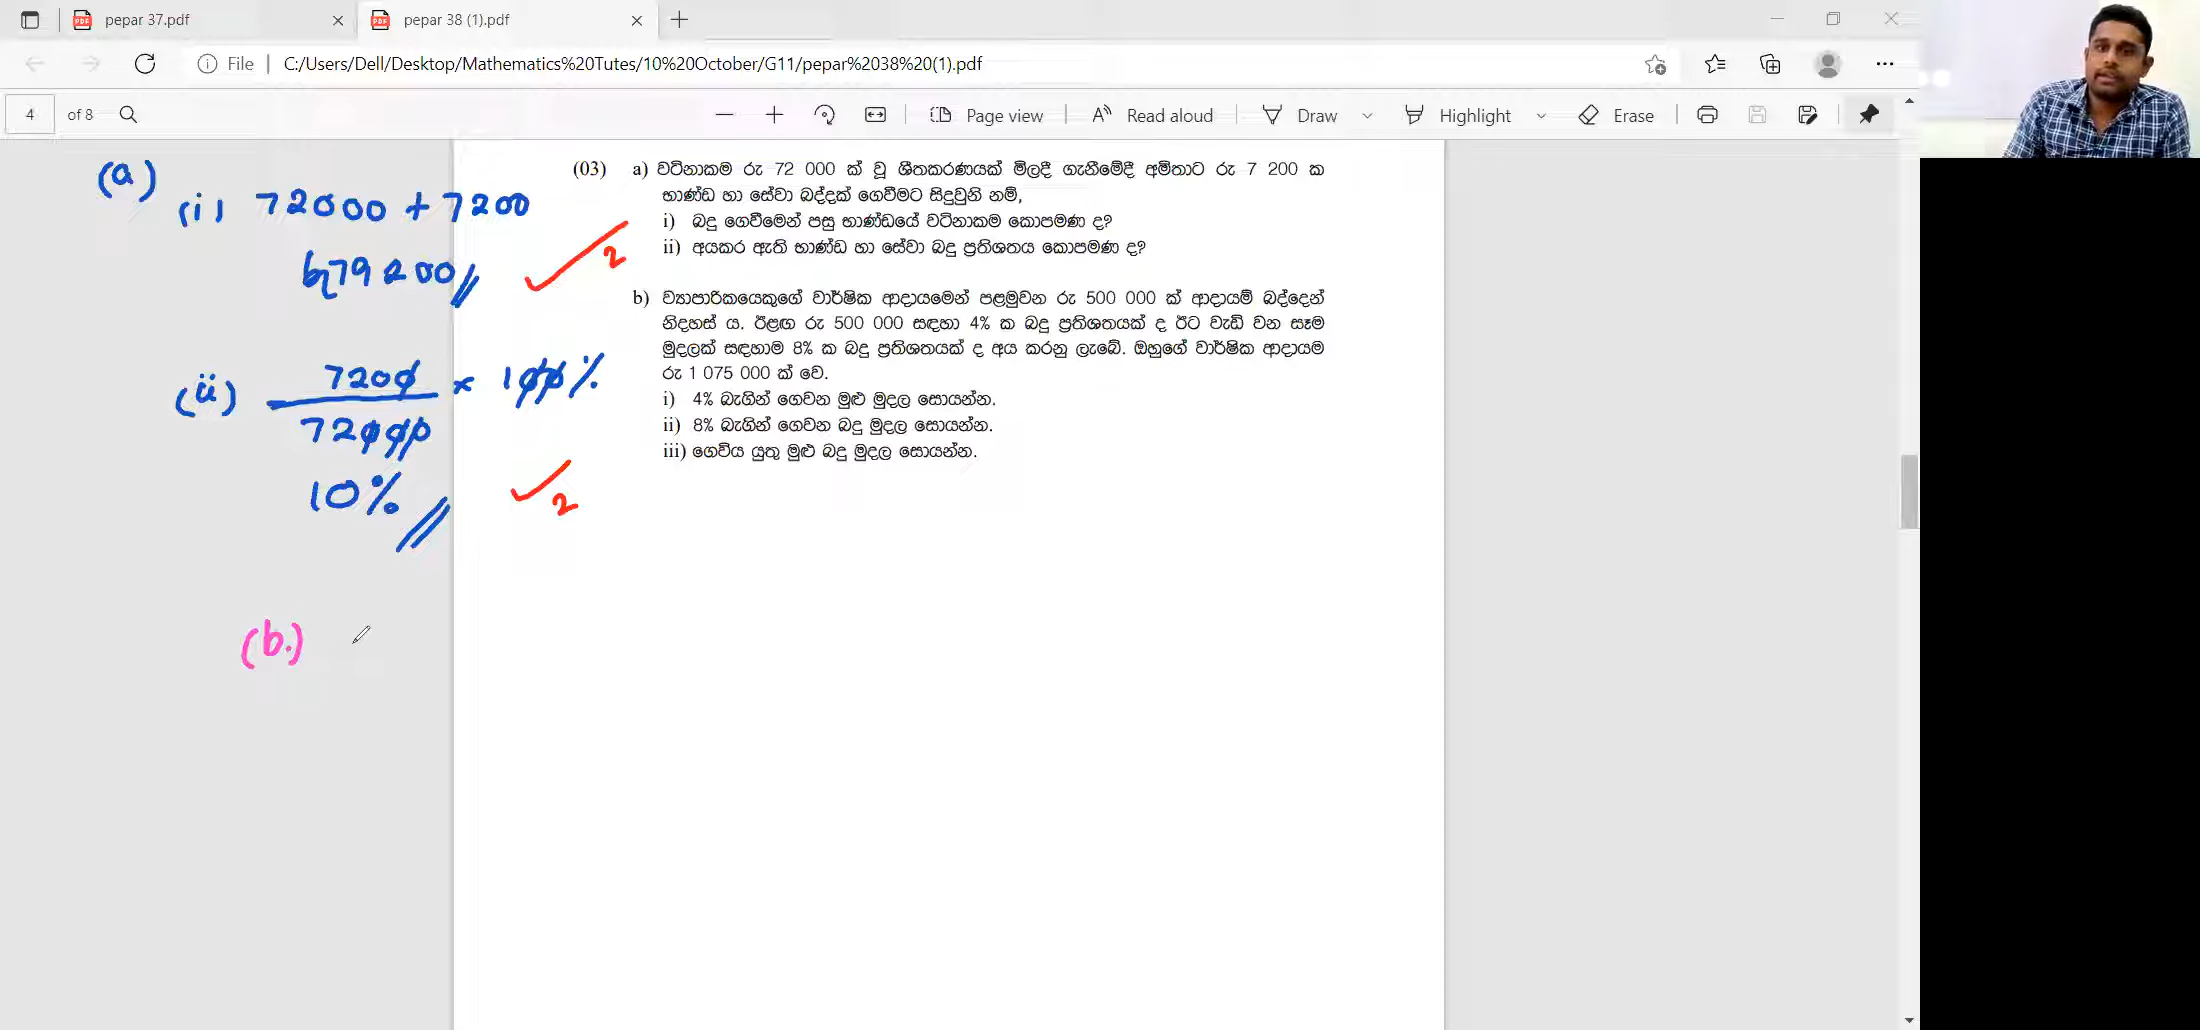 pepar 37.pdf
pepar 38 (1).pdf
File C:/Users/Dell/Desktop/Mathematics%20Tutes/10%20October/G11/pepar%2038%20(1).pdf
4 of 8
Page view
Read aloud
Draw
Highlight
Erase
(a)
(i) 72000 + 7200
රු79200
2
(ii) 7200 × 100%
72000
10%
2
(b.)
(03) a) වටිනාකම රු 72 000 ක් වූ ශීතකරණයක් මිලදී ගැනීමේදී අමිතාට රු 7 200 ක
භාණ්ඩ හා සේවා බද්දක් ගෙවීමට සිදුවුනි නම්,
i) බදු ගෙවීමෙන් පසු භාණ්ඩයේ වටිනාකම කොපමණ ද?
ii) අයකර ඇති භාණ්ඩ හා සේවා බදු ප්‍රතිශතය කොපමණ ද?
b) ව්‍යාපාරිකයෙකුගේ වාර්ෂික ආදායමෙන් පළමුවන රු 500 000 ක් ආදායම් බද්දෙන්
නිදහස් ය. ඊළඟ රු 500 000 සඳහා 4% ක බදු ප්‍රතිශතයක් ද ඊට වැඩි වන සෑම
මුදලක් සඳහාම 8% ක බදු ප්‍රතිශතයක් ද අය කරනු ලැබේ. ඔහුගේ වාර්ෂික ආදායම
රු 1 075 000 ක් වේ.
i) 4% බැගින් ගෙවන මුළු මුදල සොයන්න.
ii) 8% බැගින් ගෙවන බදු මුදල සොයන්න.
iii) ගෙවිය යුතු මුළු බදු මුදල සොයන්න.